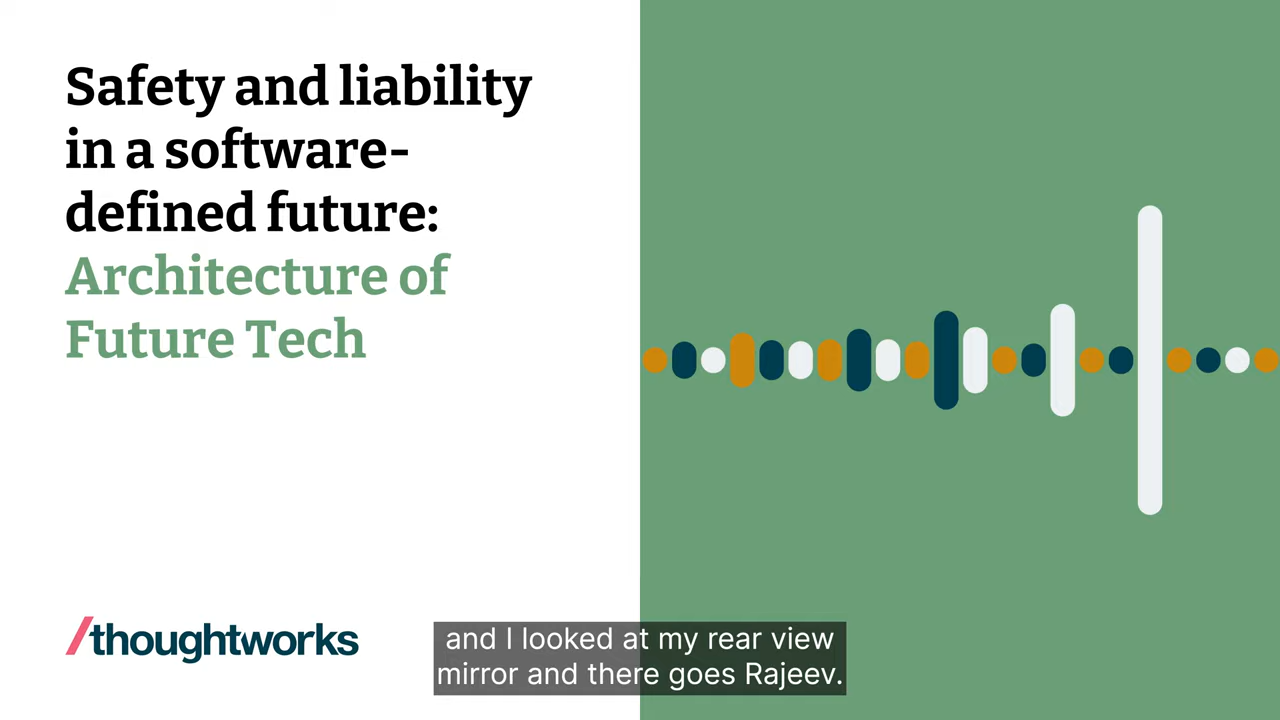 Safety and liability
in a software-
defined future:
Architecture of
Future Tech
/thoughtworks
and I looked at my rear view
mirror and there goes Rajeev.